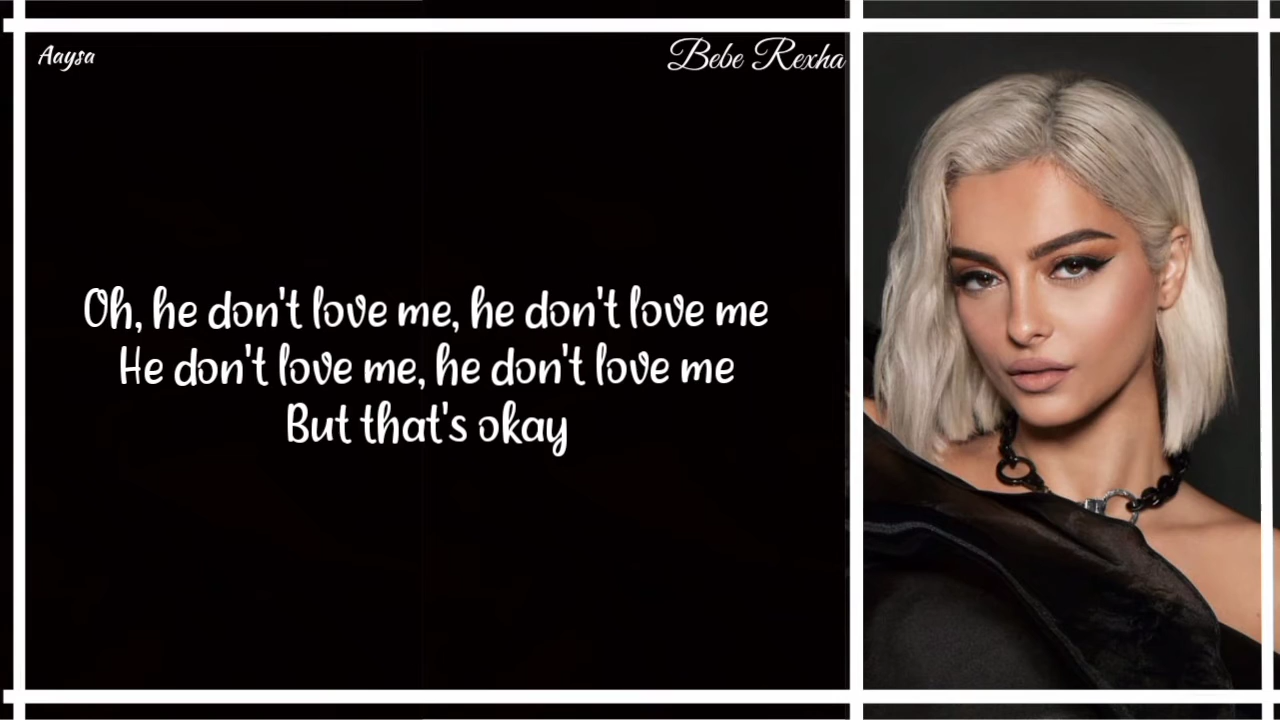 Aaysa
Bebe Rexha
Oh, he don't love me, he don't love me
He don't love me, he don't love me
But that's okay